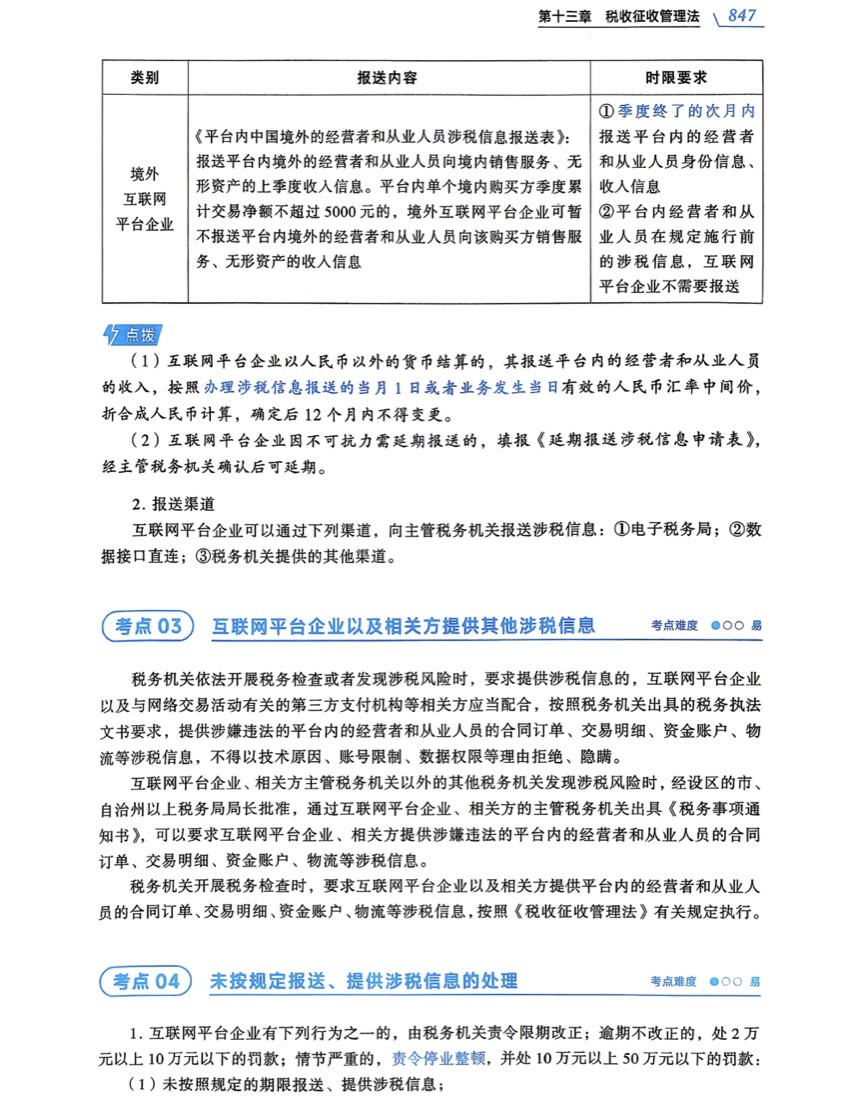 第十三章 税收征收管理法 847
类别 报送内容 时限要求
境外
互联网
平台企业
《平台内中国境外的经营者和从业人员涉税信息报送表》：
报送平台内境外的经营者和从业人员向境内销售服务、无
形资产的上季度收入信息。平台内单个境内购买方季度累
计交易净额不超过 5000 元的，境外互联网平台企业可暂
不报送平台内境外的经营者和从业人员向该购买方销售服
务、无形资产的收入信息
①季度终了的次月内
报送平台内的经营者
和从业人员身份信息、
收入信息
②平台内经营者和从
业人员在规定施行前
的涉税信息，互联网
平台企业不需要报送
点拨
（1）互联网平台企业以人民币以外的货币结算的，其报送平台内的经营者和从业人员
的收入，按照办理涉税信息报送的当月 1 日或者业务发生当日有效的人民币汇率中间价，
折合成人民币计算，确定后 12 个月内不得变更。
（2）互联网平台企业因不可抗力需延期报送的，填报《延期报送涉税信息申请表》，
经主管税务机关确认后可延期。
2. 报送渠道
互联网平台企业可以通过下列渠道，向主管税务机关报送涉税信息：①电子税务局；②数
据接口直连；③税务机关提供的其他渠道。
考点 03 互联网平台企业以及相关方提供其他涉税信息 考点难度 ●○○ 易
税务机关依法开展税务检查或者发现涉税风险时，要求提供涉税信息的，互联网平台企业
以及与网络交易活动有关的第三方支付机构等相关方应当配合，按照税务机关出具的税务执法
文书要求，提供涉嫌违法的平台内的经营者和从业人员的合同订单、交易明细、资金账户、物
流等涉税信息，不得以技术原因、账号限制、数据权限等理由拒绝、隐瞒。
互联网平台企业、相关方主管税务机关以外的其他税务机关发现涉税风险时，经设区的市、
自治州以上税务局局长批准，通过互联网平台企业、相关方的主管税务机关出具《税务事项通
知书》，可以要求互联网平台企业、相关方提供涉嫌违法的平台内的经营者和从业人员的合同
订单、交易明细、资金账户、物流等涉税信息。
税务机关开展税务检查时，要求互联网平台企业以及相关方提供平台内的经营者和从业人
员的合同订单、交易明细、资金账户、物流等涉税信息，按照《税收征收管理法》有关规定执行。
考点 04 未按规定报送、提供涉税信息的处理 考点难度 ●○○ 易
1. 互联网平台企业有下列行为之一的，由税务机关责令限期改正；逾期不改正的，处 2 万
元以上 10 万元以下的罚款；情节严重的，责令停业整顿，并处 10 万元以上 50 万元以下的罚款：
（1）未按照规定的期限报送、提供涉税信息；